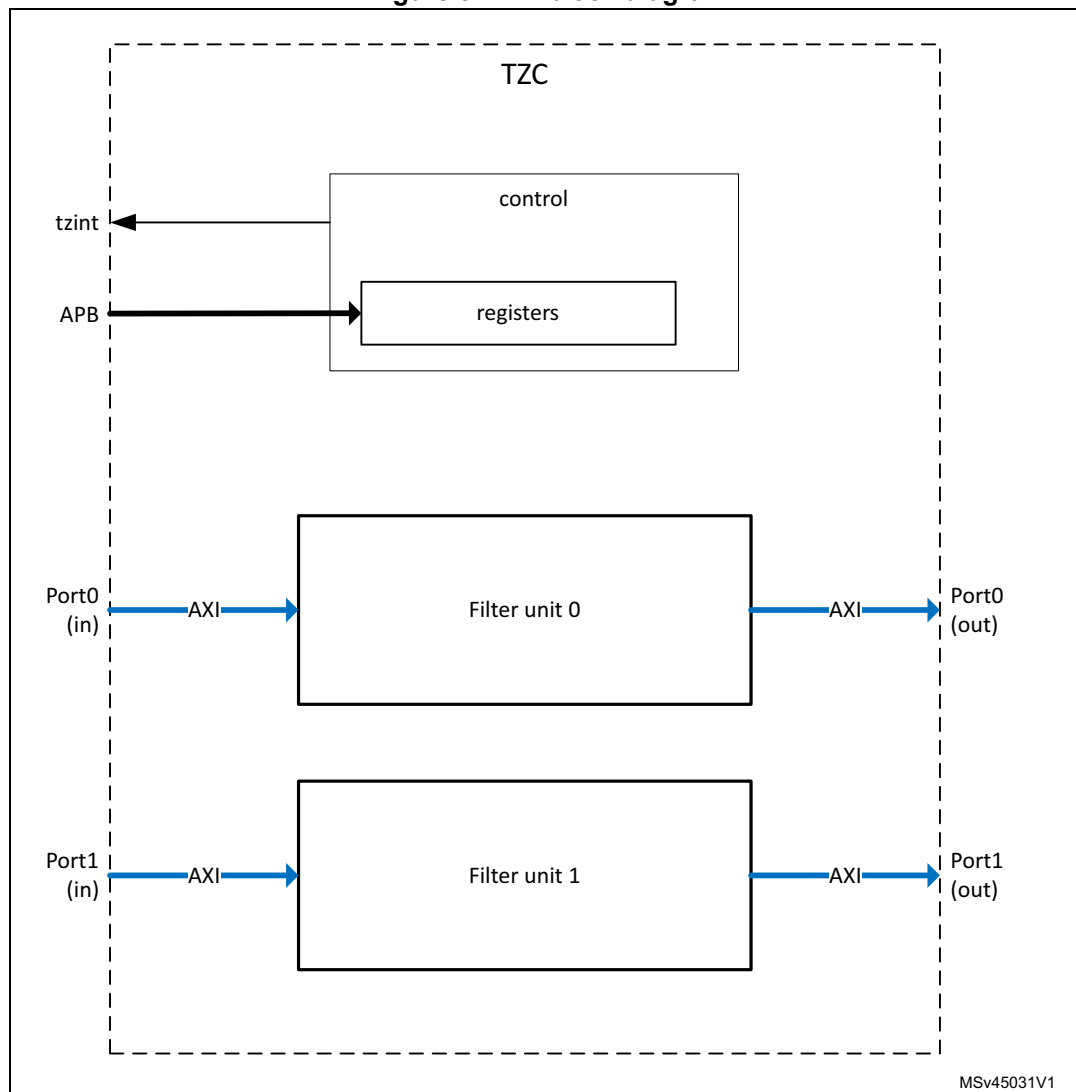 TZC
control
tzint
APB
registers
Port0
(in)
AXI
Filter unit 0
AXI
Port0
(out)
Port1
(in)
AXI
Filter unit 1
AXI
Port1
(out)
MSv45031V1